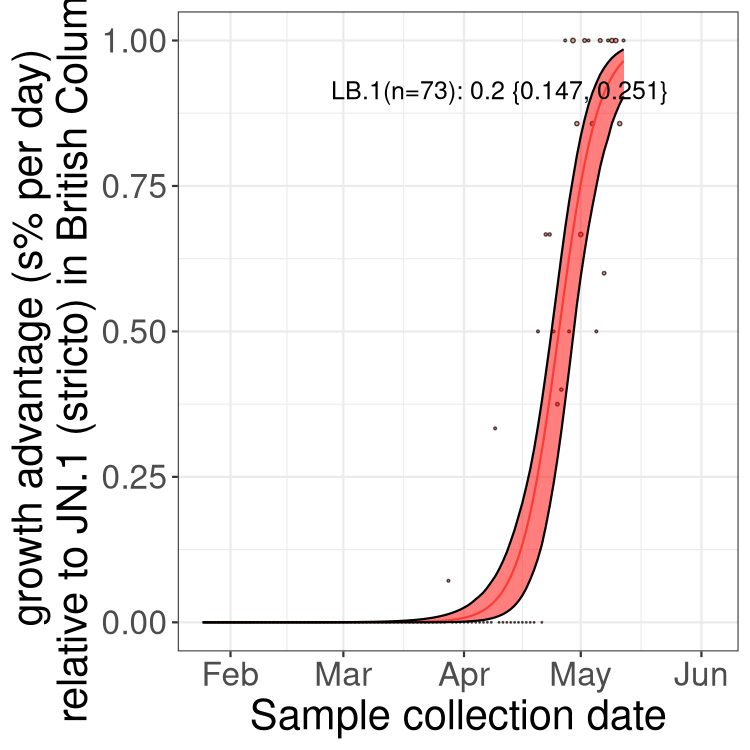 growth advantage (s% per day)
relative to JN.1 (stricto) in British Colum
1.00
0.75
0.50
0.25
0.00
LB.1(n=73): 0.2 {0.147, 0.251}
Feb Mar Apr May Jun
Sample collection date